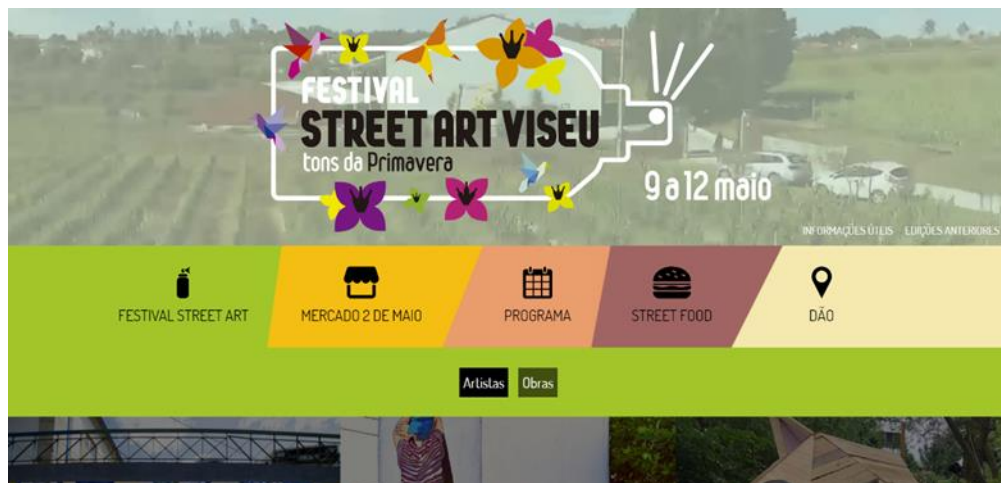 FESTIVAL
STREET ART VISEU
tons da Primavera
9 a 12 maio
INFORMAÇÕES ÚTEIS EDIÇÕES ANTERIORES
FESTIVAL STREET ART
MERCADO 2 DE MAIO
PROGRAMA
STREET FOOD
DÃO
Artistas
Obras